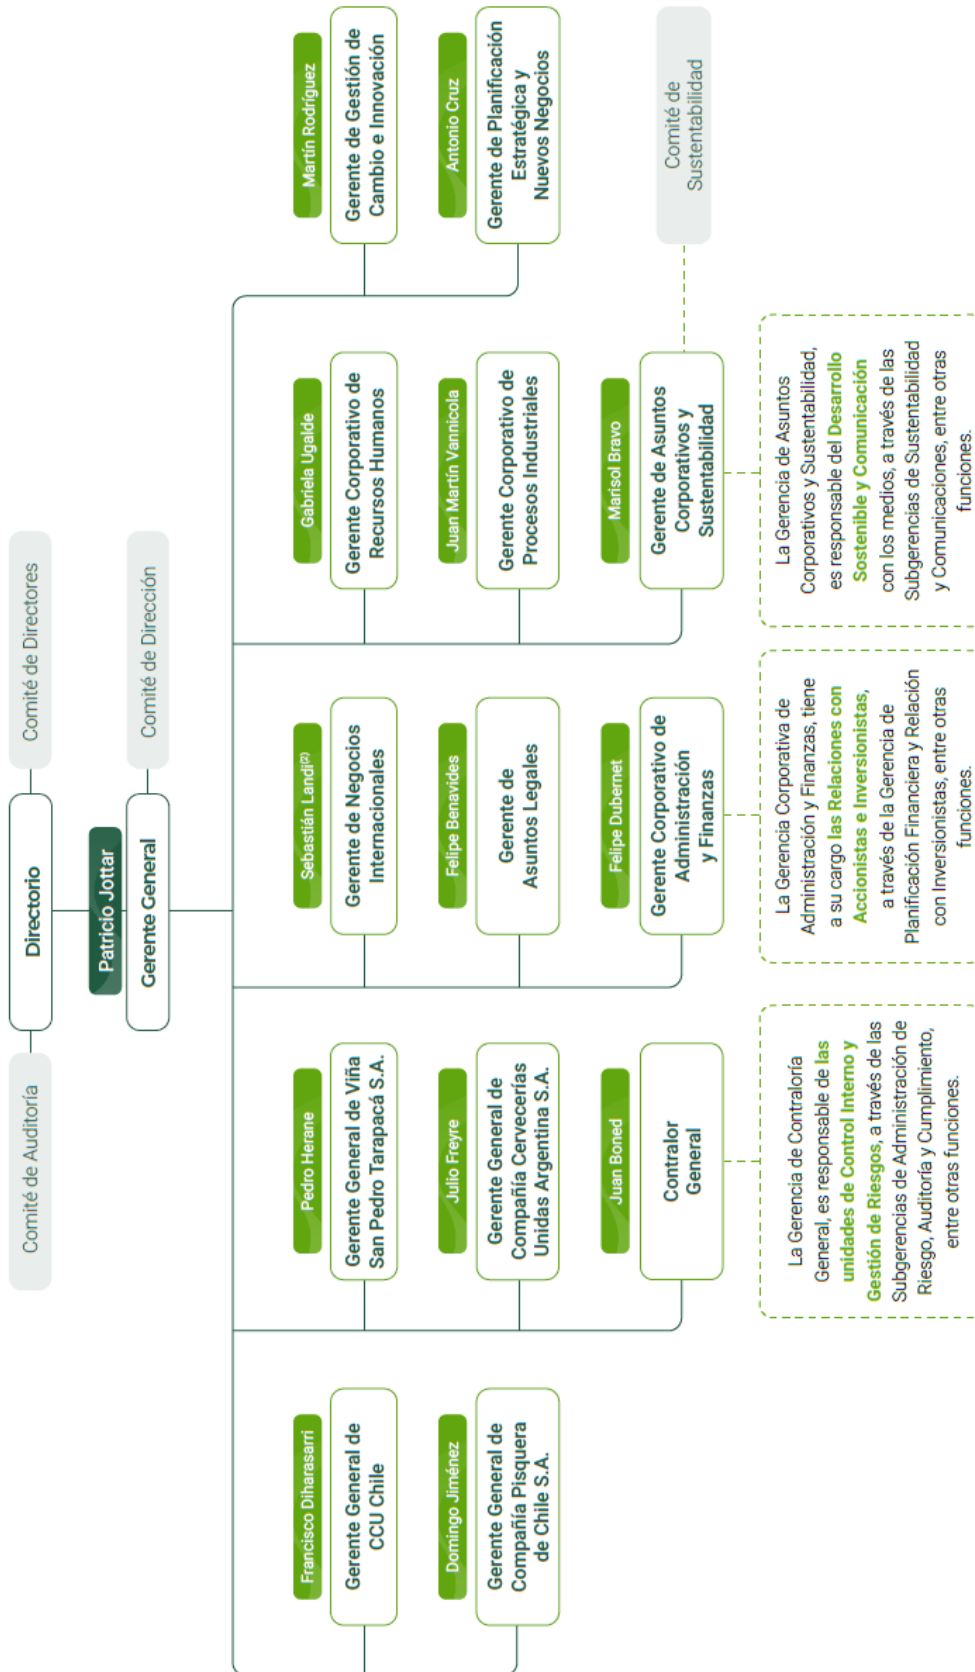 Comité de Auditoría
Directorio
Comité de Directores
Patricio Jottar
Gerente General
Comité de Dirección
Francisco Diharasarri
Gerente General de
CCU Chile
Domingo Jiménez
Gerente General de
Compañía Pisquera
de Chile S.A.
Pedro Herane
Gerente General de Viña
San Pedro Tarapacá S.A.
Julio Freyre
Gerente General de
Compañía Cervecerías
Unidas Argentina S.A.
Juan Boned
Contralor
General
La Gerencia de Contraloría
General, es responsable de las
unidades de Control Interno y
Gestión de Riesgos, a través de las
Subgerencias de Administración de
Riesgo, Auditoría y Cumplimiento,
entre otras funciones.
Sebastián Landi(2)
Gerente de Negocios
Internacionales
Felipe Benavides
Gerente de
Asuntos Legales
Felipe Dubernet
Gerente Corporativo de
Administración
y Finanzas
La Gerencia Corporativa de
Administración y Finanzas, tiene
a su cargo las Relaciones con
Accionistas e Inversionistas,
a través de la Gerencia de
Planificación Financiera y Relación
con Inversionistas, entre otras
funciones.
Gabriela Ugalde
Gerente Corporativo de
Recursos Humanos
Juan Martín Vannicola
Gerente Corporativo de
Procesos Industriales
Marisol Bravo
Gerente de Asuntos
Corporativos y
Sustentabilidad
La Gerencia de Asuntos
Corporativos y Sustentabilidad,
es responsable del Desarrollo
Sostenible y Comunicación
con los medios, a través de las
Subgerencias de Sustentabilidad
y Comunicaciones, entre otras
funciones.
Martín Rodríguez
Gerente de Gestión de
Cambio e Innovación
Antonio Cruz
Gerente de Planificación
Estratégica y
Nuevos Negocios
Comité de
Sustentabilidad